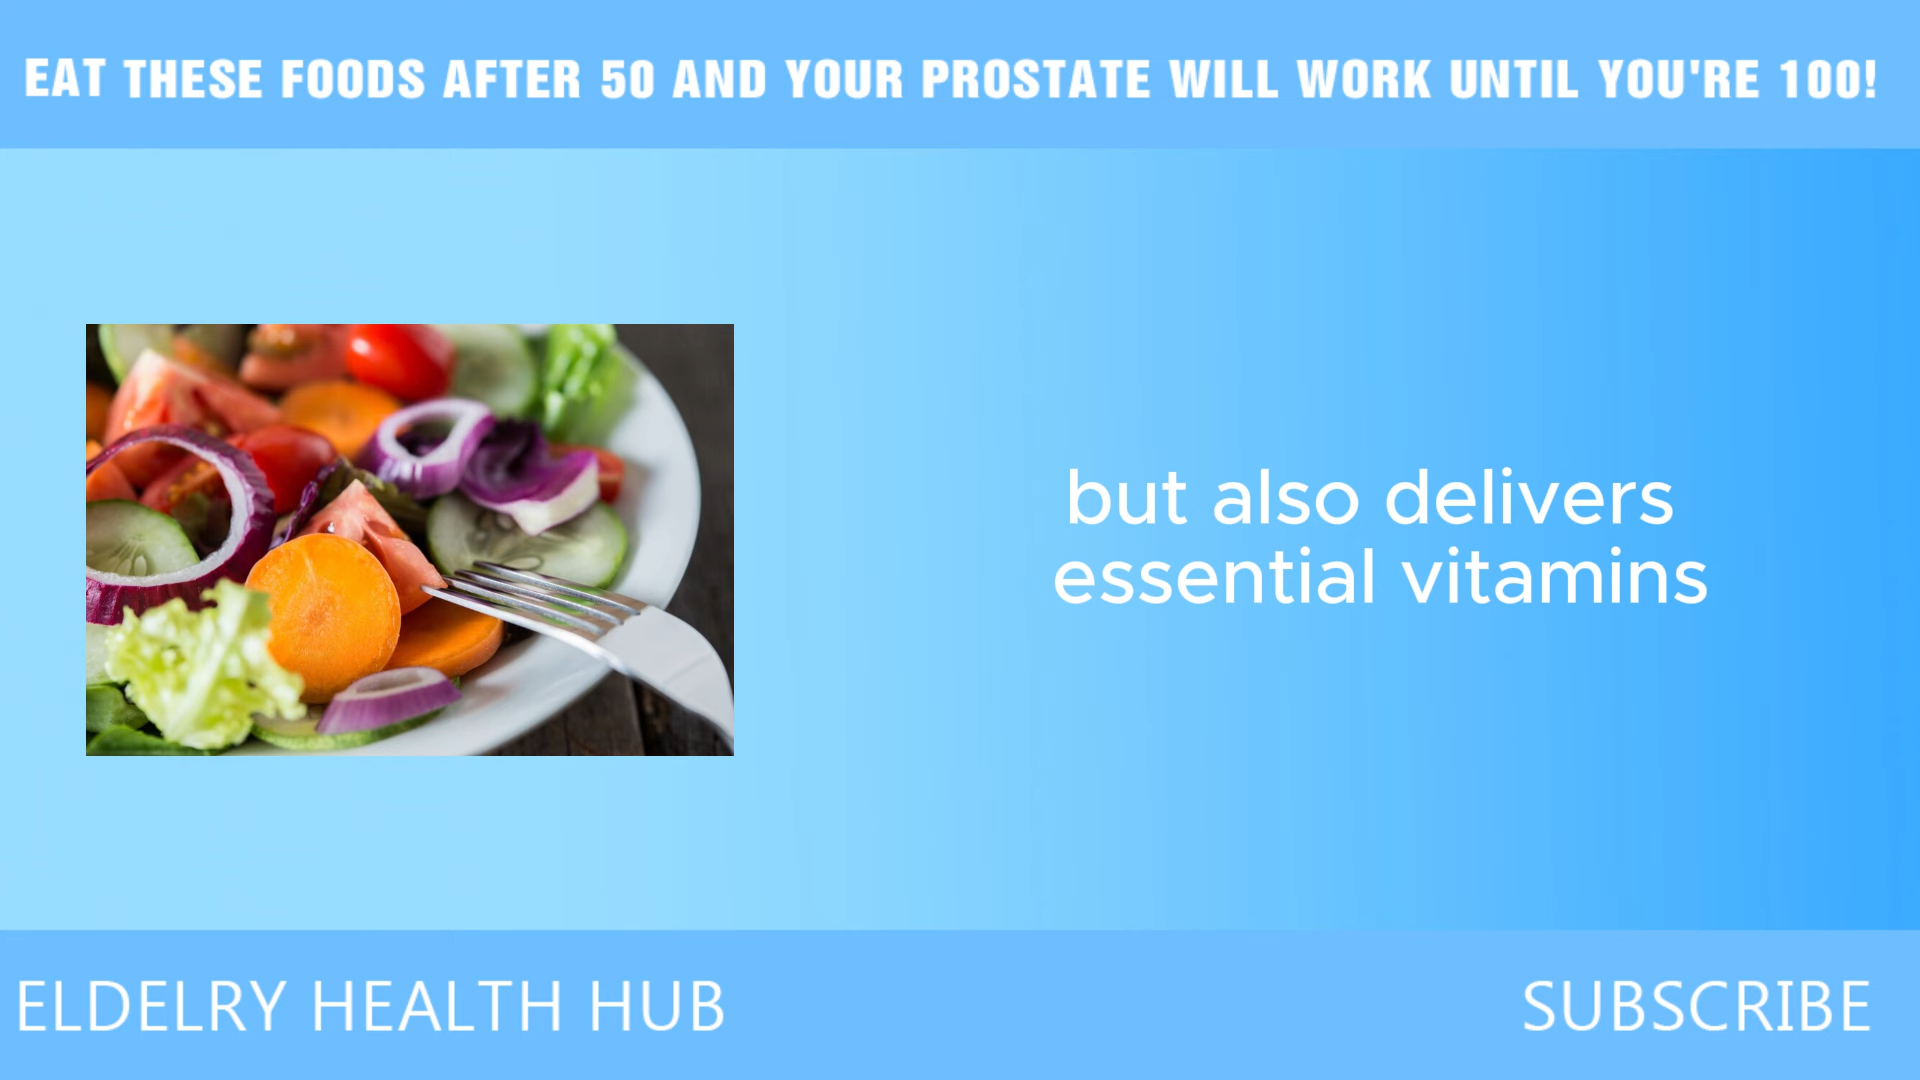 EAT THESE FOODS AFTER 50 AND YOUR PROSTATE WILL WORK UNTIL YOU'RE 100!
but also delivers
essential vitamins
ELDELRY HEALTH HUB
SUBSCRIBE